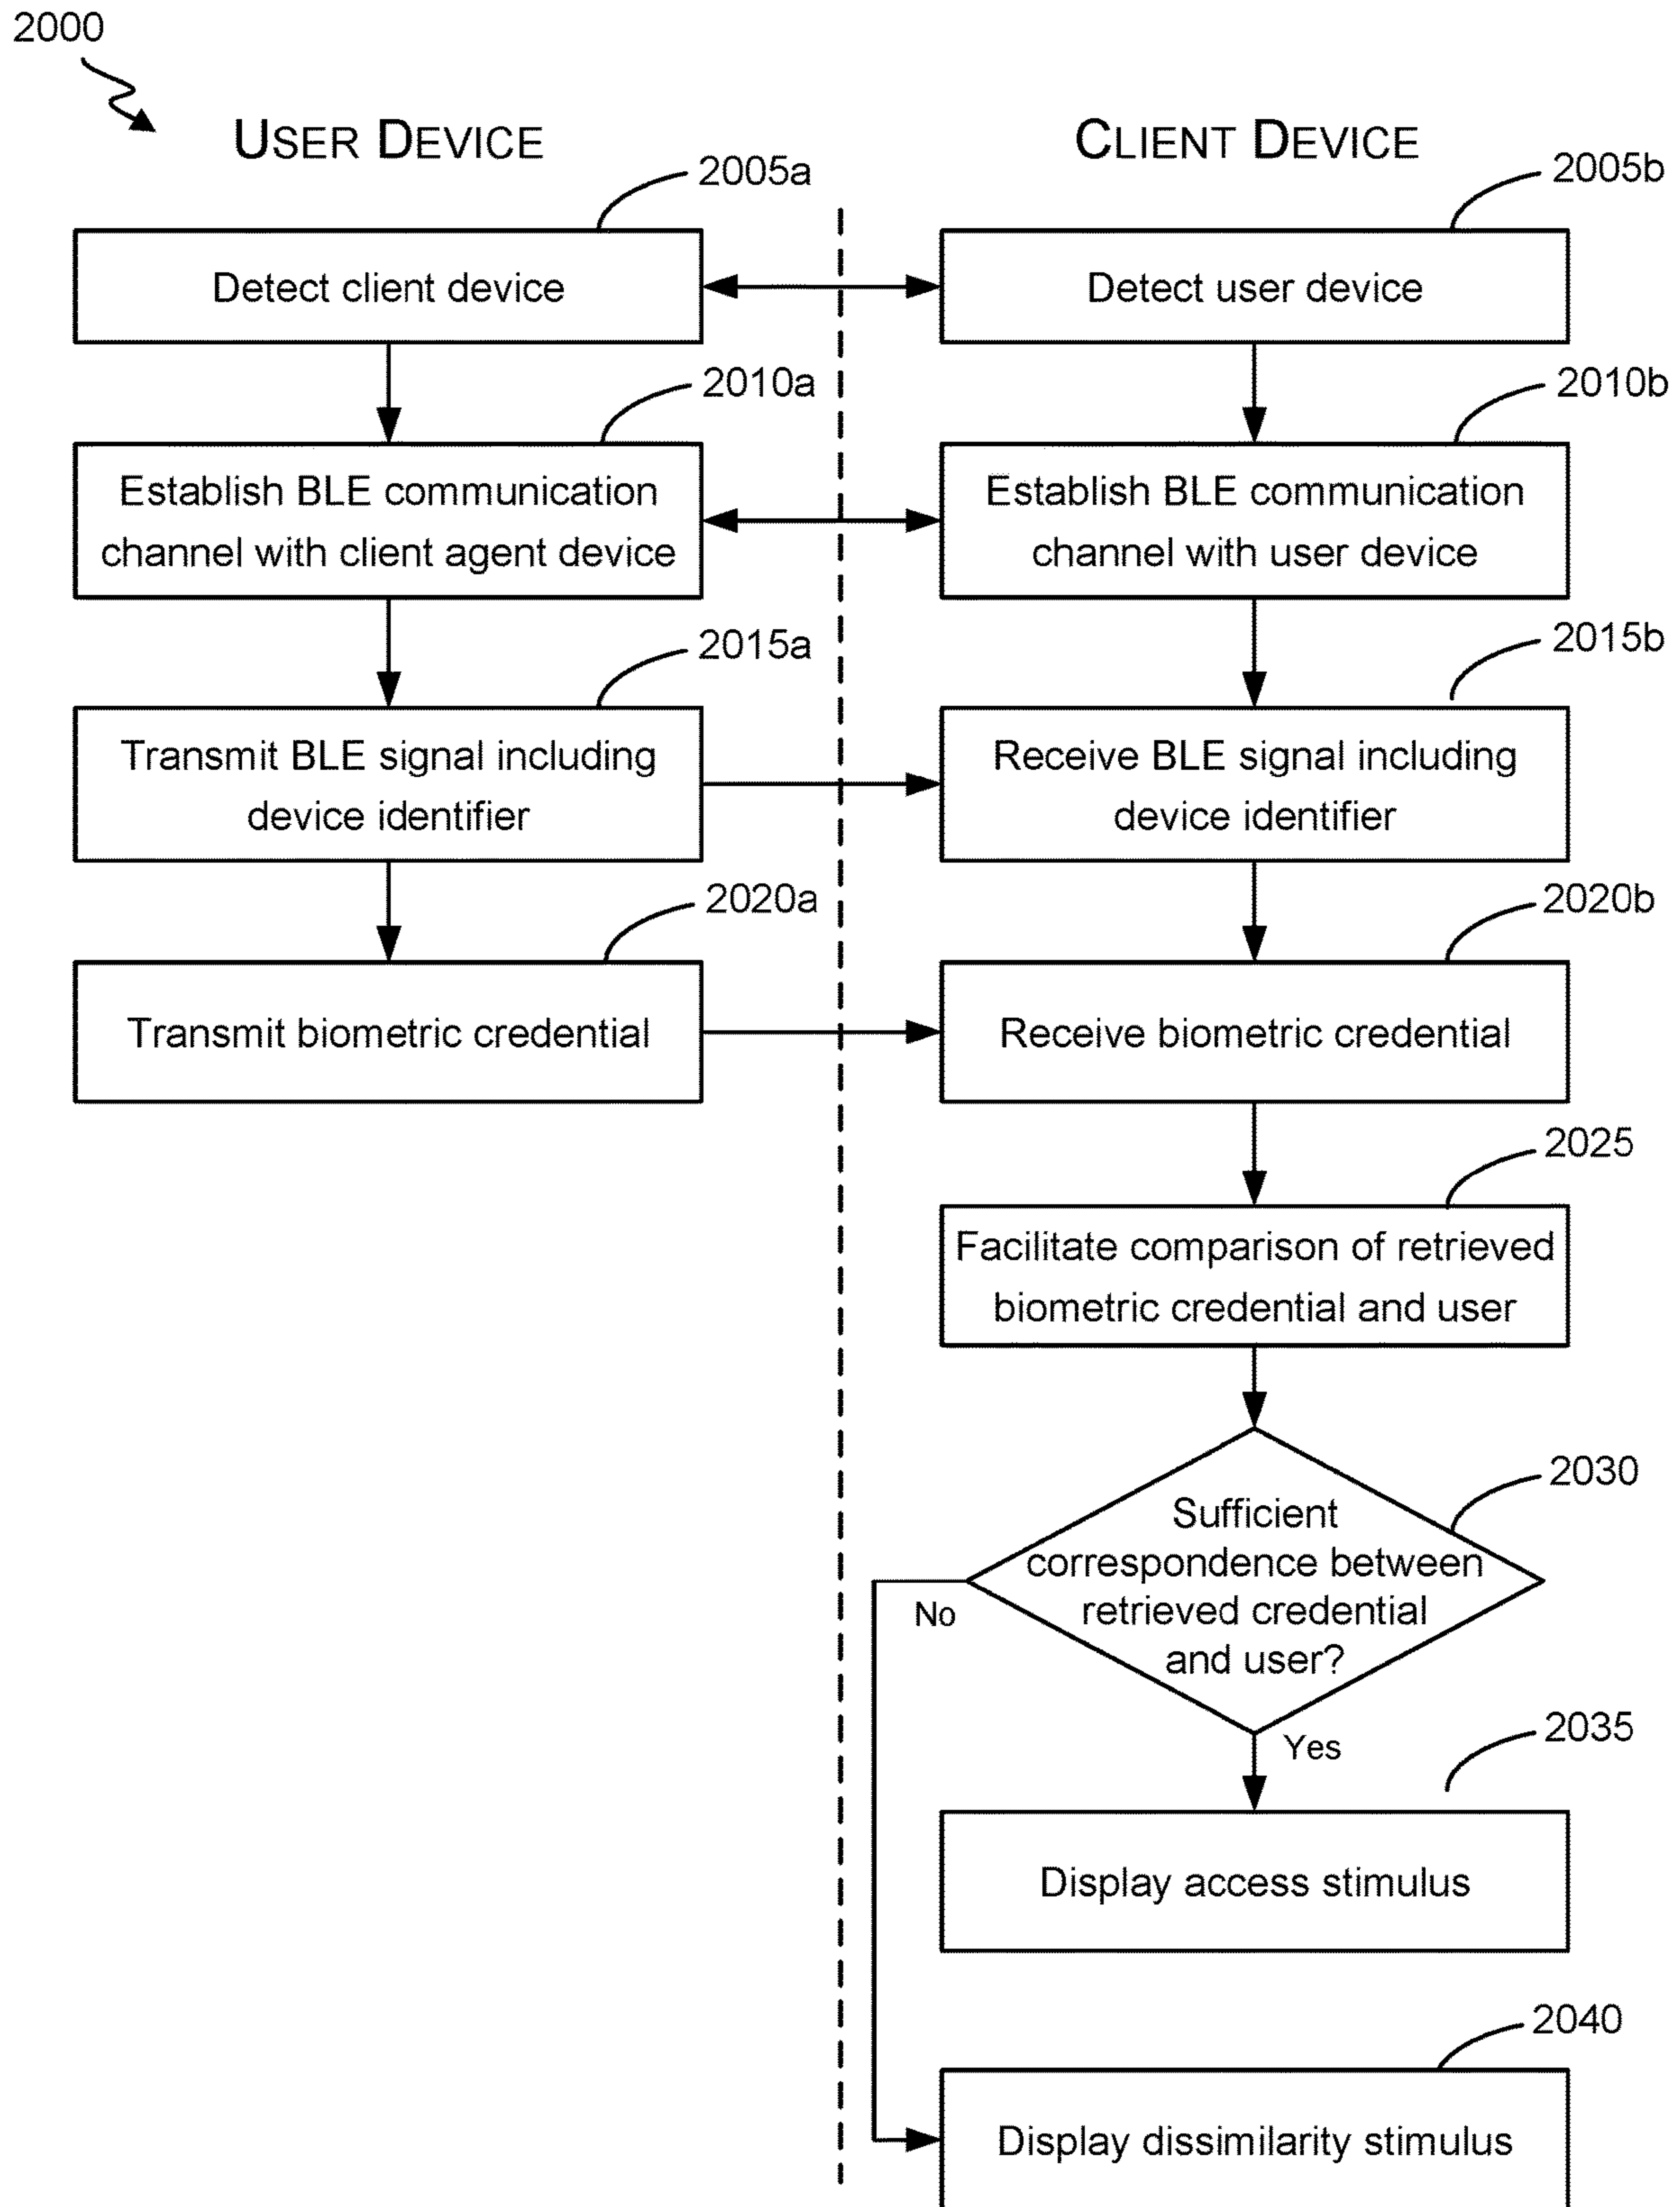 2000
USER DEVICE
CLIENT DEVICE
2005a
2005b
Detect client device
Detect user device
2010a
2010b
Establish BLE communication
channel with client agent device
Establish BLE communication
channel with user device
2015a
2015b
Transmit BLE signal including
device identifier
Receive BLE signal including
device identifier
2020a
2020b
Transmit biometric credential
Receive biometric credential
2025
Facilitate comparison of retrieved
biometric credential and user
2030
Sufficient
correspondence between
retrieved credential
and user?
No
Yes
2035
Display access stimulus
2040
Display dissimilarity stimulus